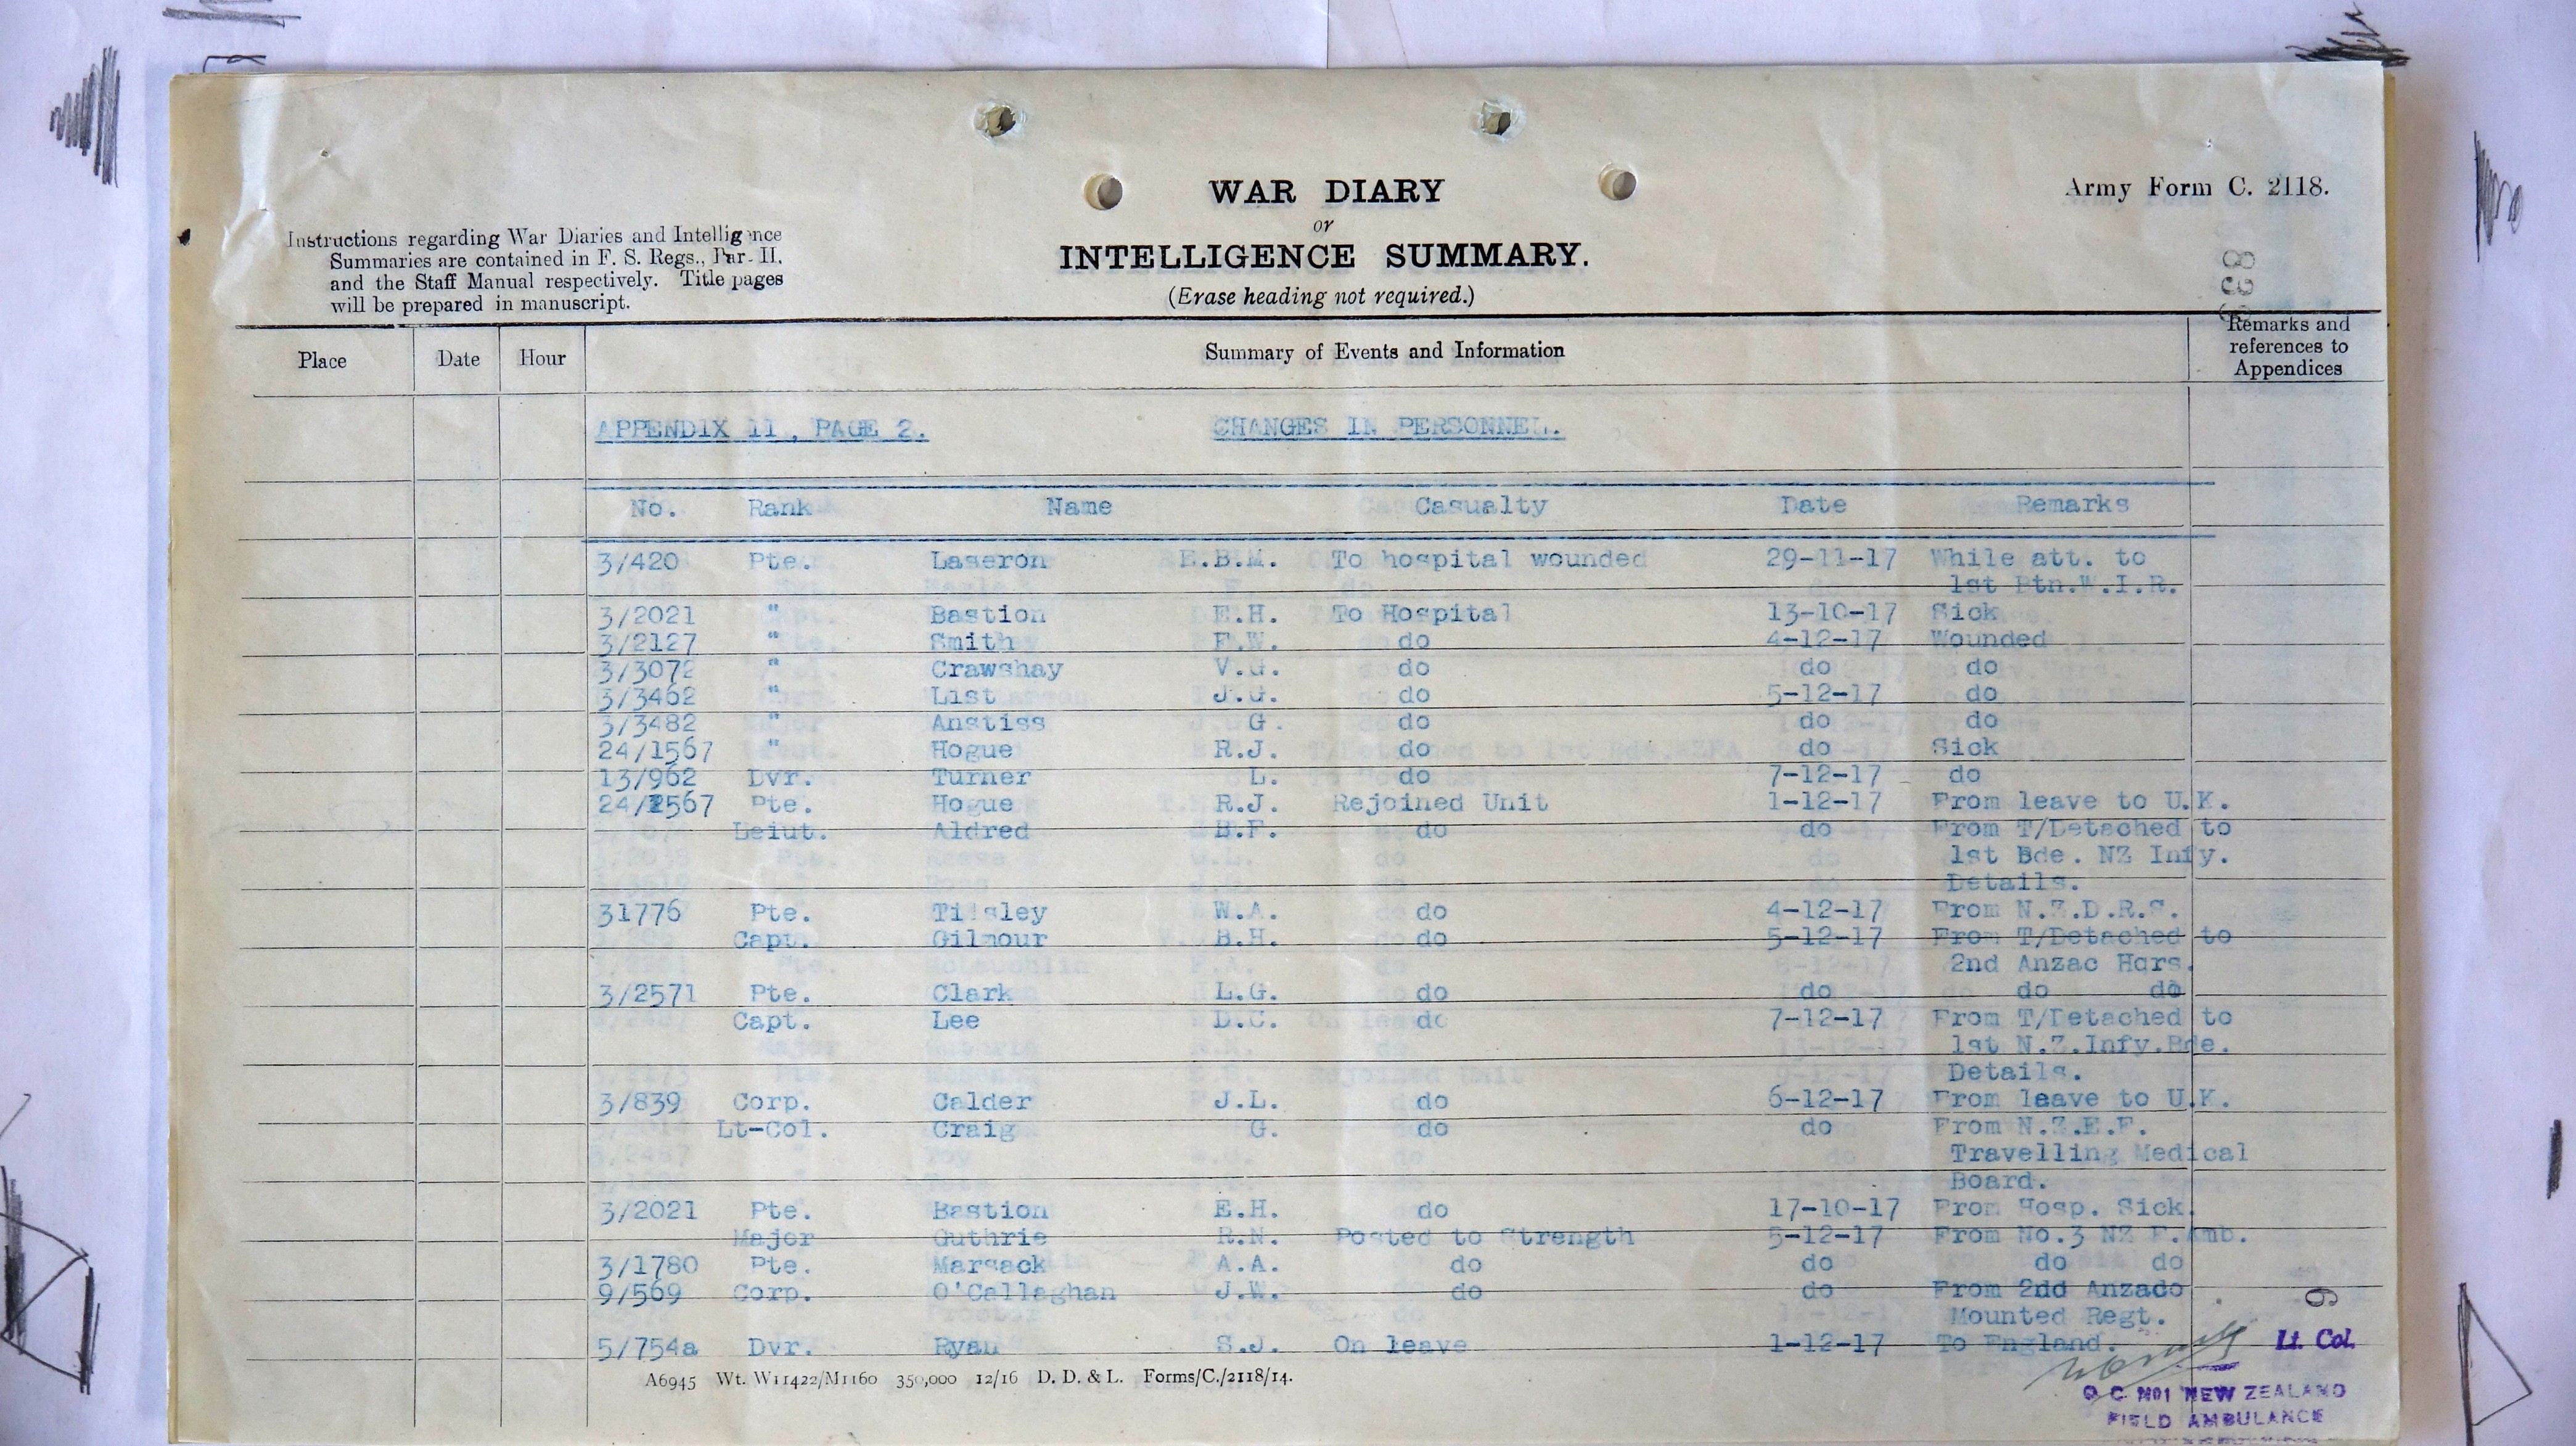 WAR DIARY
or
INTELLIGENCE SUMMARY.
(Erase heading not required.)
Army Form C. 2118.
Instructions regarding War Diaries and Intelligence
Summaries are contained in F. S. Regs., Par. II.
and the Staff Manual respectively. Title pages
will be prepared in manuscript.
Place Date Hour Summary of Events and Information Remarks and references to Appendices
APPENDIX 11, PAGE 2. CHANGES IN PERSONNEL.
No. Rank Name Casualty Date Remarks
3/420 Pte. Laseron E.B.M. To hospital wounded 29-11-17 While att. to
1st Btn.W.I.R.
3/2021 " Bastion E.H. To Hospital 13-10-17 Sick
3/2127 " Smith F.W. do 4-12-17 Wounded
3/3072 " Crawshay V.G. do do do
3/3462 " List J.G. do 5-12-17 do
3/3482 " Anstiss G. do do do
24/1567 " Hogue R.J. do do Sick
13/962 Dvr. Turner L. do 7-12-17 do
24/1567 Pte. Hogue R.J. Rejoined Unit 1-12-17 From leave to U.K.
Leiut. Aldred B.F. do do From T/Detached to
1st Bde. NZ Infy.
Details.
31776 Pte. Tilsley W.A. do 4-12-17 From N.Z.D.R.S.
Capt. Gilmour B.H. do 5-12-17 From T/Detached to
2nd Anzac Hqrs.
3/2571 Pte. Clark L.G. do do do do
Capt. Lee D.C. do 7-12-17 From T/Detached to
1st N.Z.Infy.Bde.
Details.
3/839 Corp. Calder J.L. do 6-12-17 From leave to U.K.
Lt-Col. Craig G. do do From N.Z.E.F.
Travelling Medical
Board.
3/2021 Pte. Bastion E.H. do 17-10-17 From Hosp. Sick.
Major Guthrie R.N. Posted to Strength 5-12-17 From No.3 NZ F.Amb.
3/1780 Pte. Marsack A.A. do do do do
9/569 Corp. O'Callaghan J.W. do do From 2nd Anzac
Mounted Regt.
5/754a Dvr. Ryan S.J. On leave 1-12-17 To England.
6
Lt. Col.
O. C. No1 NEW ZEALAND
FIELD AMBULANCE
A6945 Wt. W11422/M1160 350,000 12/16 D. D. & L. Forms/C./2118/14.